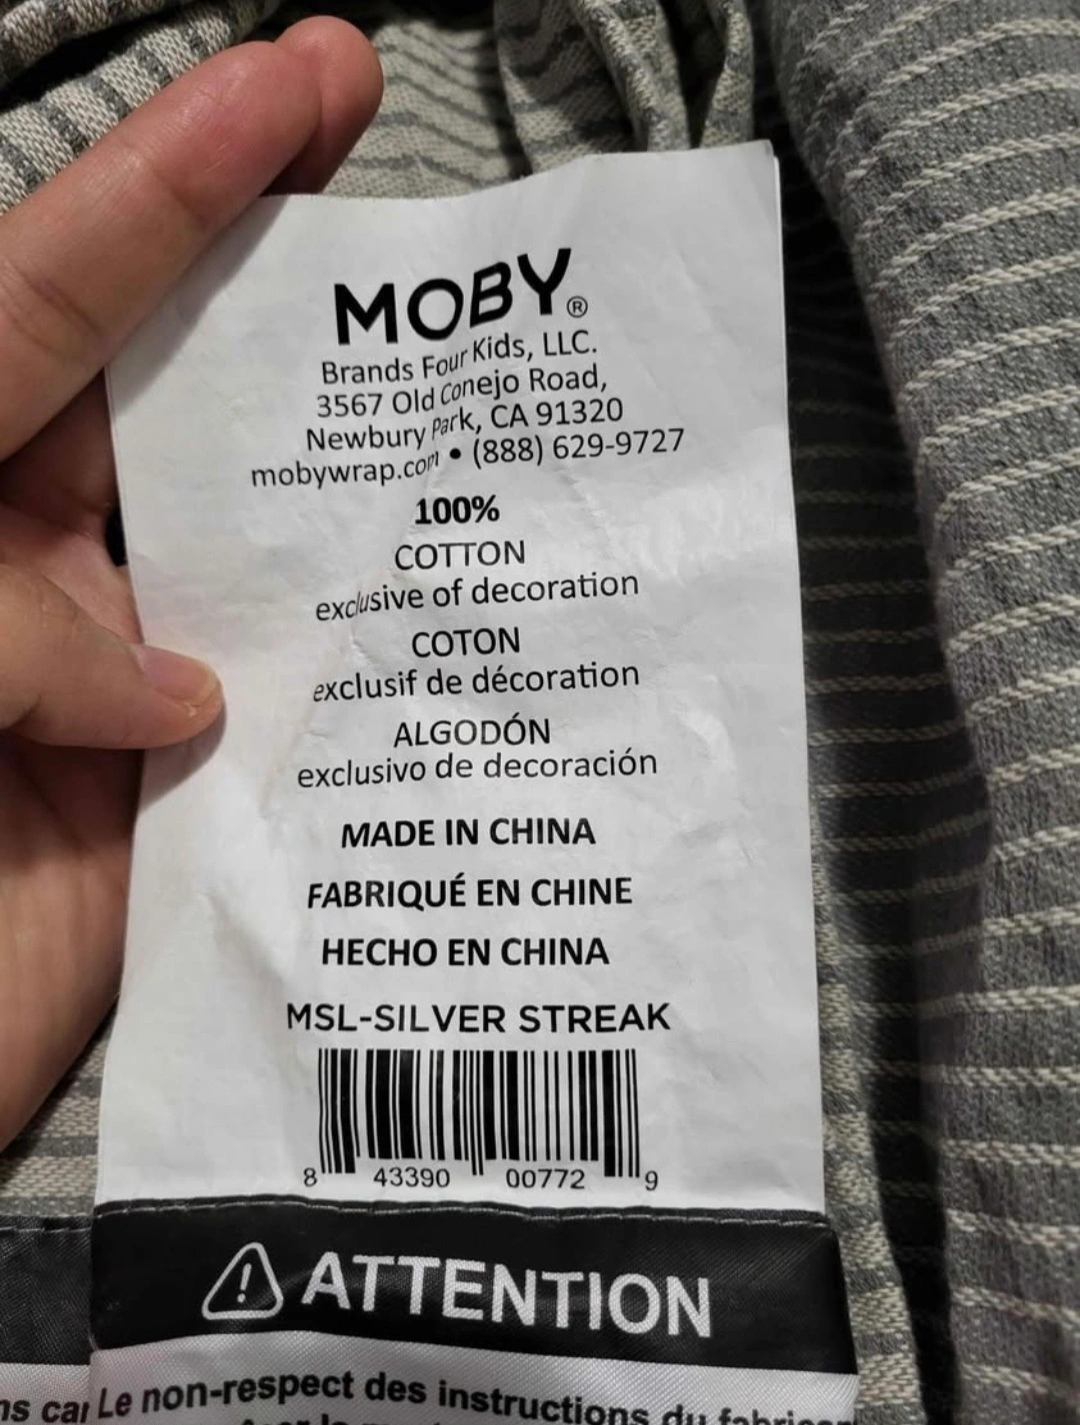 MOBY®
Brands Four Kids, LLC.
3567 Old Conejo Road,
Newbury Park, CA 91320
mobywrap.com • (888) 629-9727
100%
COTTON
exclusive of decoration
COTON
exclusif de décoration
ALGODÓN
exclusivo de decoración
MADE IN CHINA
FABRIQUÉ EN CHINE
HECHO EN CHINA
MSL-SILVER STREAK
8 43390 00772 9
ATTENTION
Le non-respect des instructions du